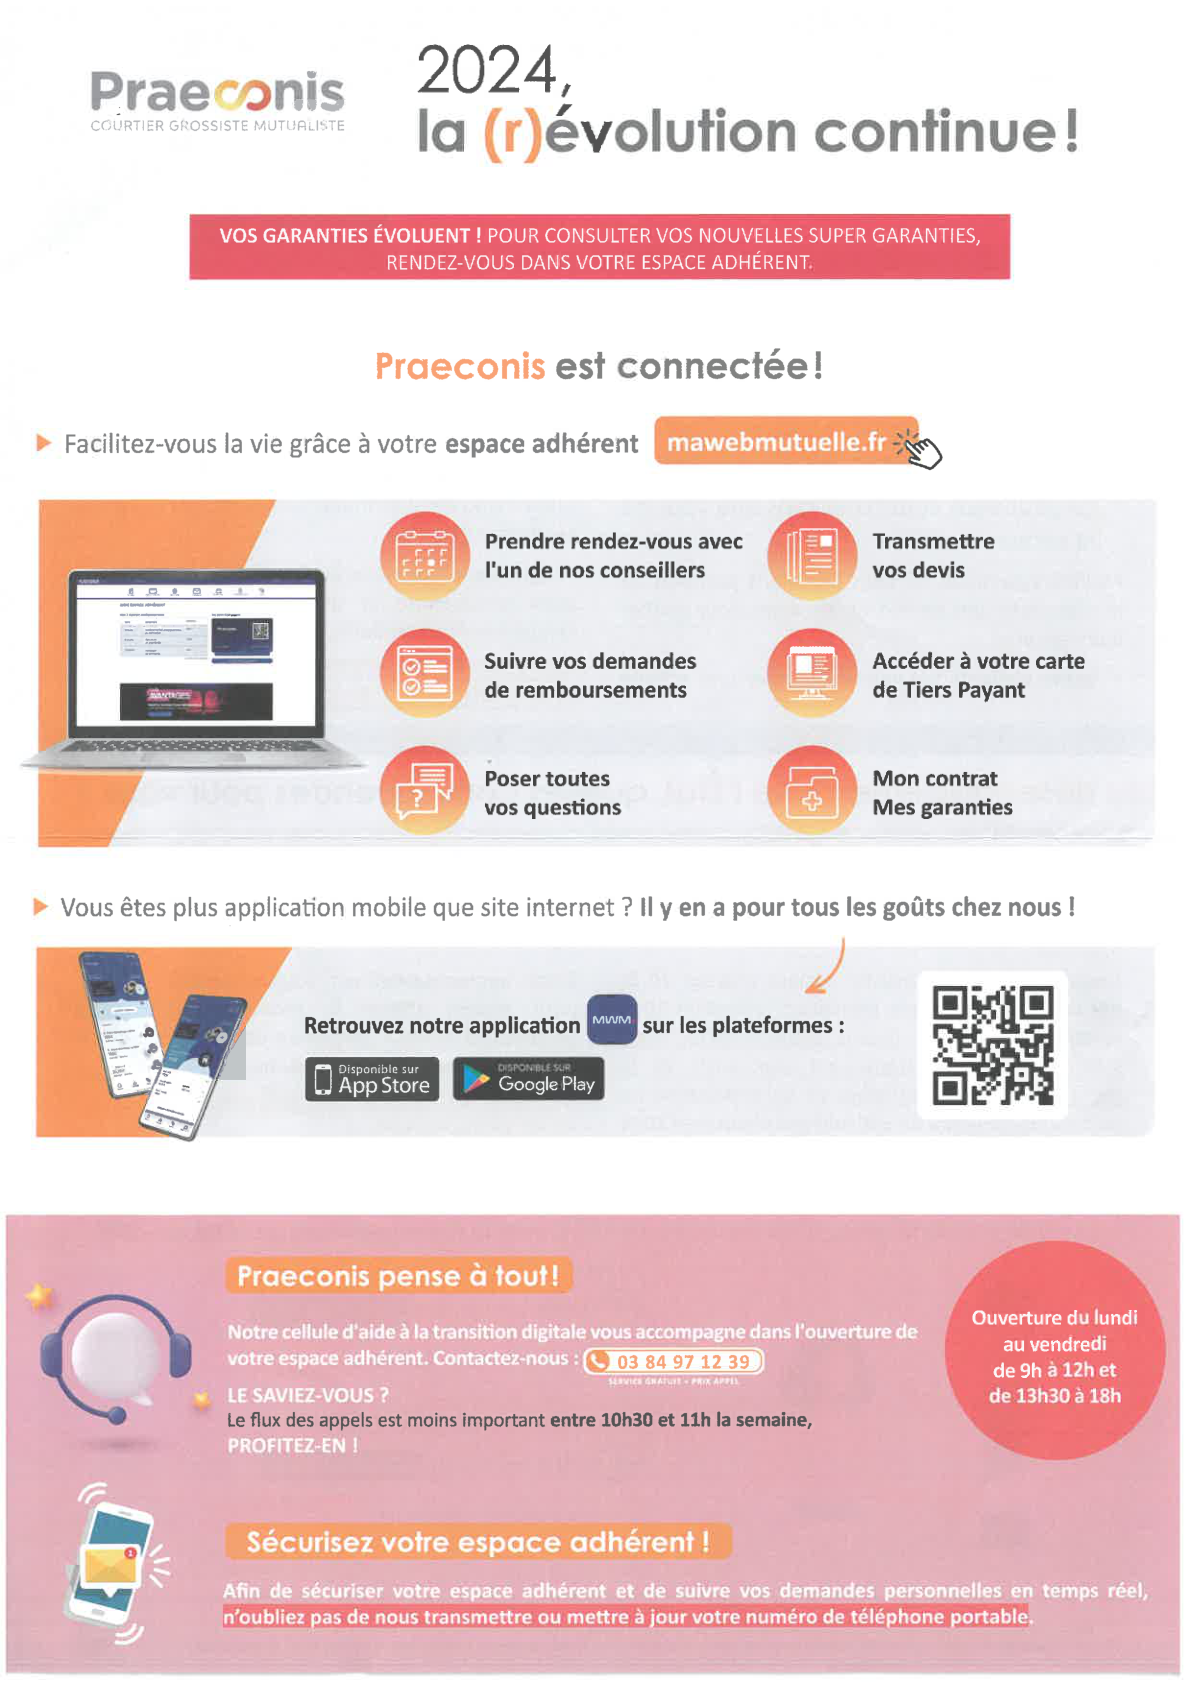 Praeconis
COURTIER GROSSISTE MUTUALISTE
2024,
la (r)évolution continue!
VOS GARANTIES ÉVOLUENT ! POUR CONSULTER VOS NOUVELLES SUPER GARANTIES,
RENDEZ-VOUS DANS VOTRE ESPACE ADHÉRENT.
Praeconis est connectée!
Facilitez-vous la vie grâce à votre espace adhérent mawebmutuelle.fr
Prendre rendez-vous avec
l'un de nos conseillers
Transmettre
vos devis
Suivre vos demandes
de remboursements
Accéder à votre carte
de Tiers Payant
Poser toutes
vos questions
Mon contrat
Mes garanties
AVANTAGES
Vous êtes plus application mobile que site internet ? Il y en a pour tous les goûts chez nous !
Retrouvez notre application MWM sur les plateformes :
Disponible sur
App Store
DISPONIBLE SUR
Google Play
Praeconis pense à tout!
Notre cellule d'aide à la transition digitale vous accompagne dans l'ouverture de
votre espace adhérent. Contactez-nous : 03 84 97 12 39
SERVICE GRATUIT + PRIX APPEL
LE SAVIEZ-VOUS ?
Le flux des appels est moins important entre 10h30 et 11h la semaine,
PROFITEZ-EN !
Ouverture du lundi
au vendredi
de 9h à 12h et
de 13h30 à 18h
1
Sécurisez votre espace adhérent !
Afin de sécuriser votre espace adhérent et de suivre vos demandes personnelles en temps réel,
n'oubliez pas de nous transmettre ou mettre à jour votre numéro de téléphone portable.